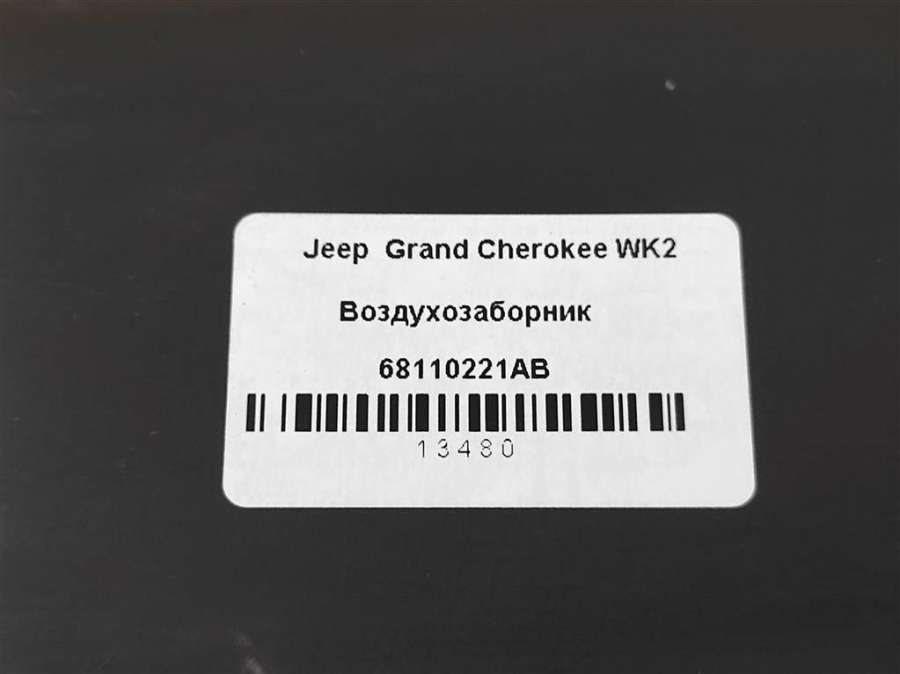 Jeep Grand Cherokee WK2
Воздухозаборник
68110221AB
13480